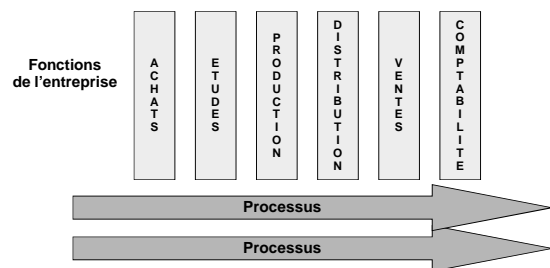 Fonctions
de l'entreprise
ACHATS
ETUDES
PRODUCTION
DISTRIBUTION
VENTES
COMPTABILITE
Processus
Processus